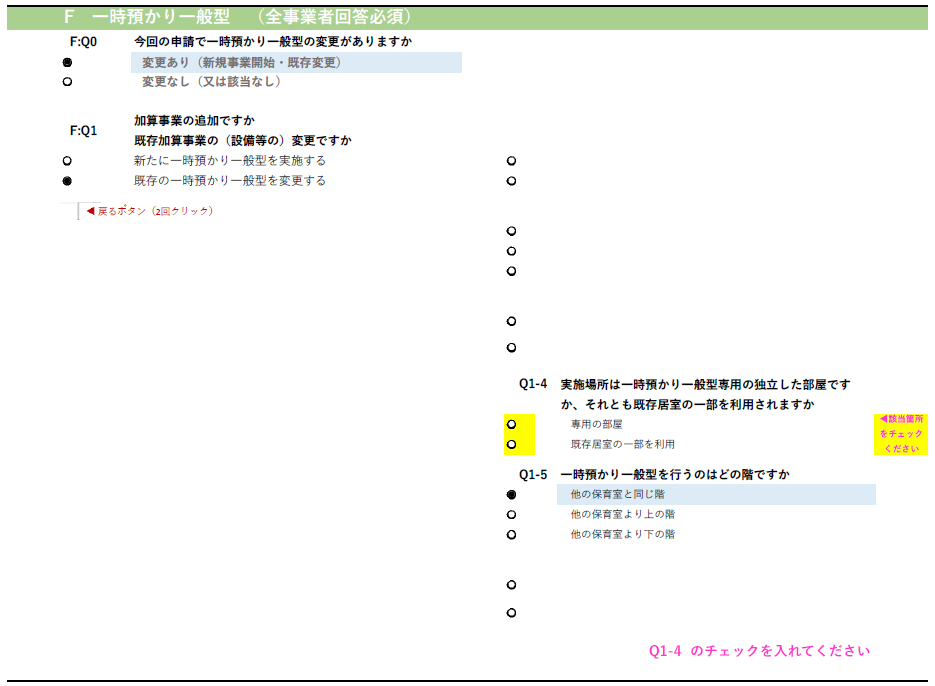 F 一時預かり一般型 （全事業者回答必須）
F:Q0 今回の申請で一時預かり一般型の変更がありますか
変更あり（新規事業開始・既存変更）
変更なし（又は該当なし）
F:Q1 加算事業の追加ですか
既存加算事業の（設備等の）変更ですか
新たに一時預かり一般型を実施する
既存の一時預かり一般型を変更する
◀ 戻るボタン（2回クリック）
Q1-4 実施場所は一時預かり一般型専用の独立した部屋です
か、それとも既存居室の一部を利用されますか
専用の部屋
既存居室の一部を利用
◀該当箇所
をチェック
ください
Q1-5 一時預かり一般型を行うのはどの階ですか
他の保育室と同じ階
他の保育室より上の階
他の保育室より下の階
Q1-4 のチェックを入れてください